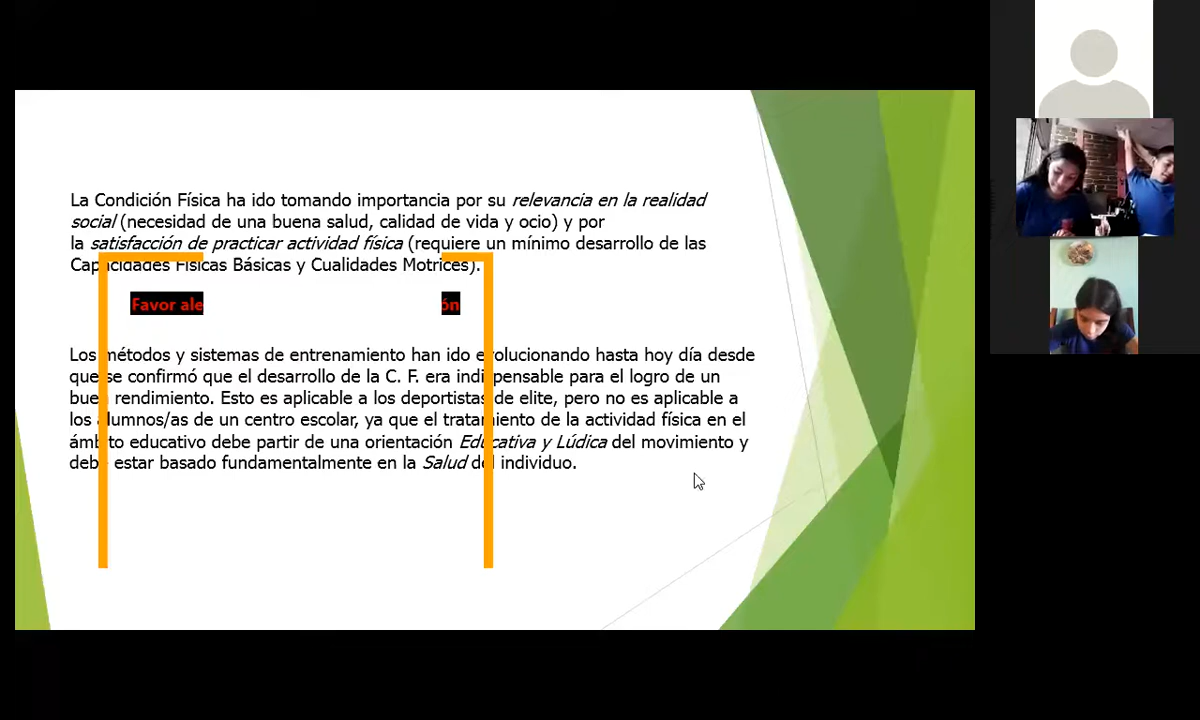 La Condición Física ha ido tomando importancia por su relevancia en la realidad
social (necesidad de una buena salud, calidad de vida y ocio) y por
la satisfacción de practicar actividad física (requiere un mínimo desarrollo de las
Capacidades Físicas Básicas y Cualidades Motrices).
Favor ale ón
Los métodos y sistemas de entrenamiento han ido evolucionando hasta hoy día desde
que se confirmó que el desarrollo de la C. F. era indispensable para el logro de un
buen rendimiento. Esto es aplicable a los deportistas de elite, pero no es aplicable a
los alumnos/as de un centro escolar, ya que el tratamiento de la actividad física en el
ámbito educativo debe partir de una orientación Educativa y Lúdica del movimiento y
debe estar basado fundamentalmente en la Salud del individuo.